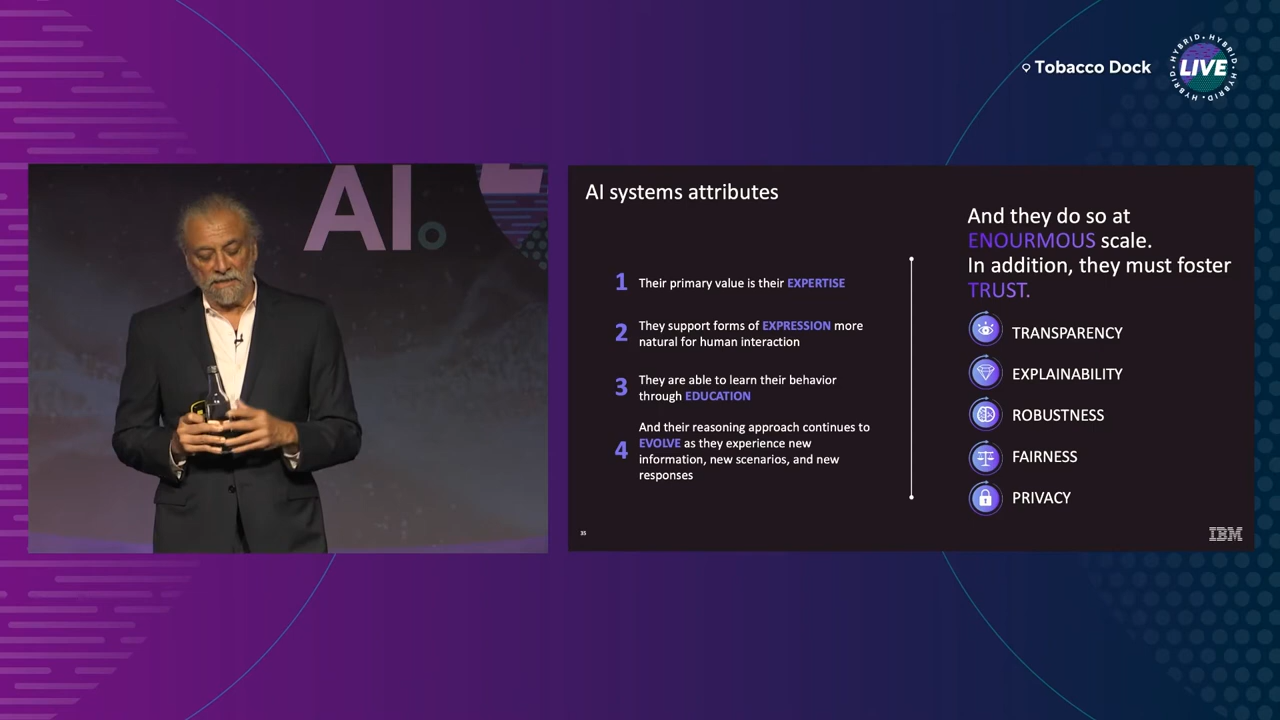 Tobacco Dock
HYBRID • HYBRID • HYBRID • HYBRID •
LIVE
AI
AI systems attributes
1 Their primary value is their EXPERTISE
2 They support forms of EXPRESSION more
natural for human interaction
3 They are able to learn their behavior
through EDUCATION
4 And their reasoning approach continues to
EVOLVE as they experience new
information, new scenarios, and new
responses
And they do so at
ENOURMOUS scale.
In addition, they must foster
TRUST.
TRANSPARENCY
EXPLAINABILITY
ROBUSTNESS
FAIRNESS
PRIVACY
35
IBM